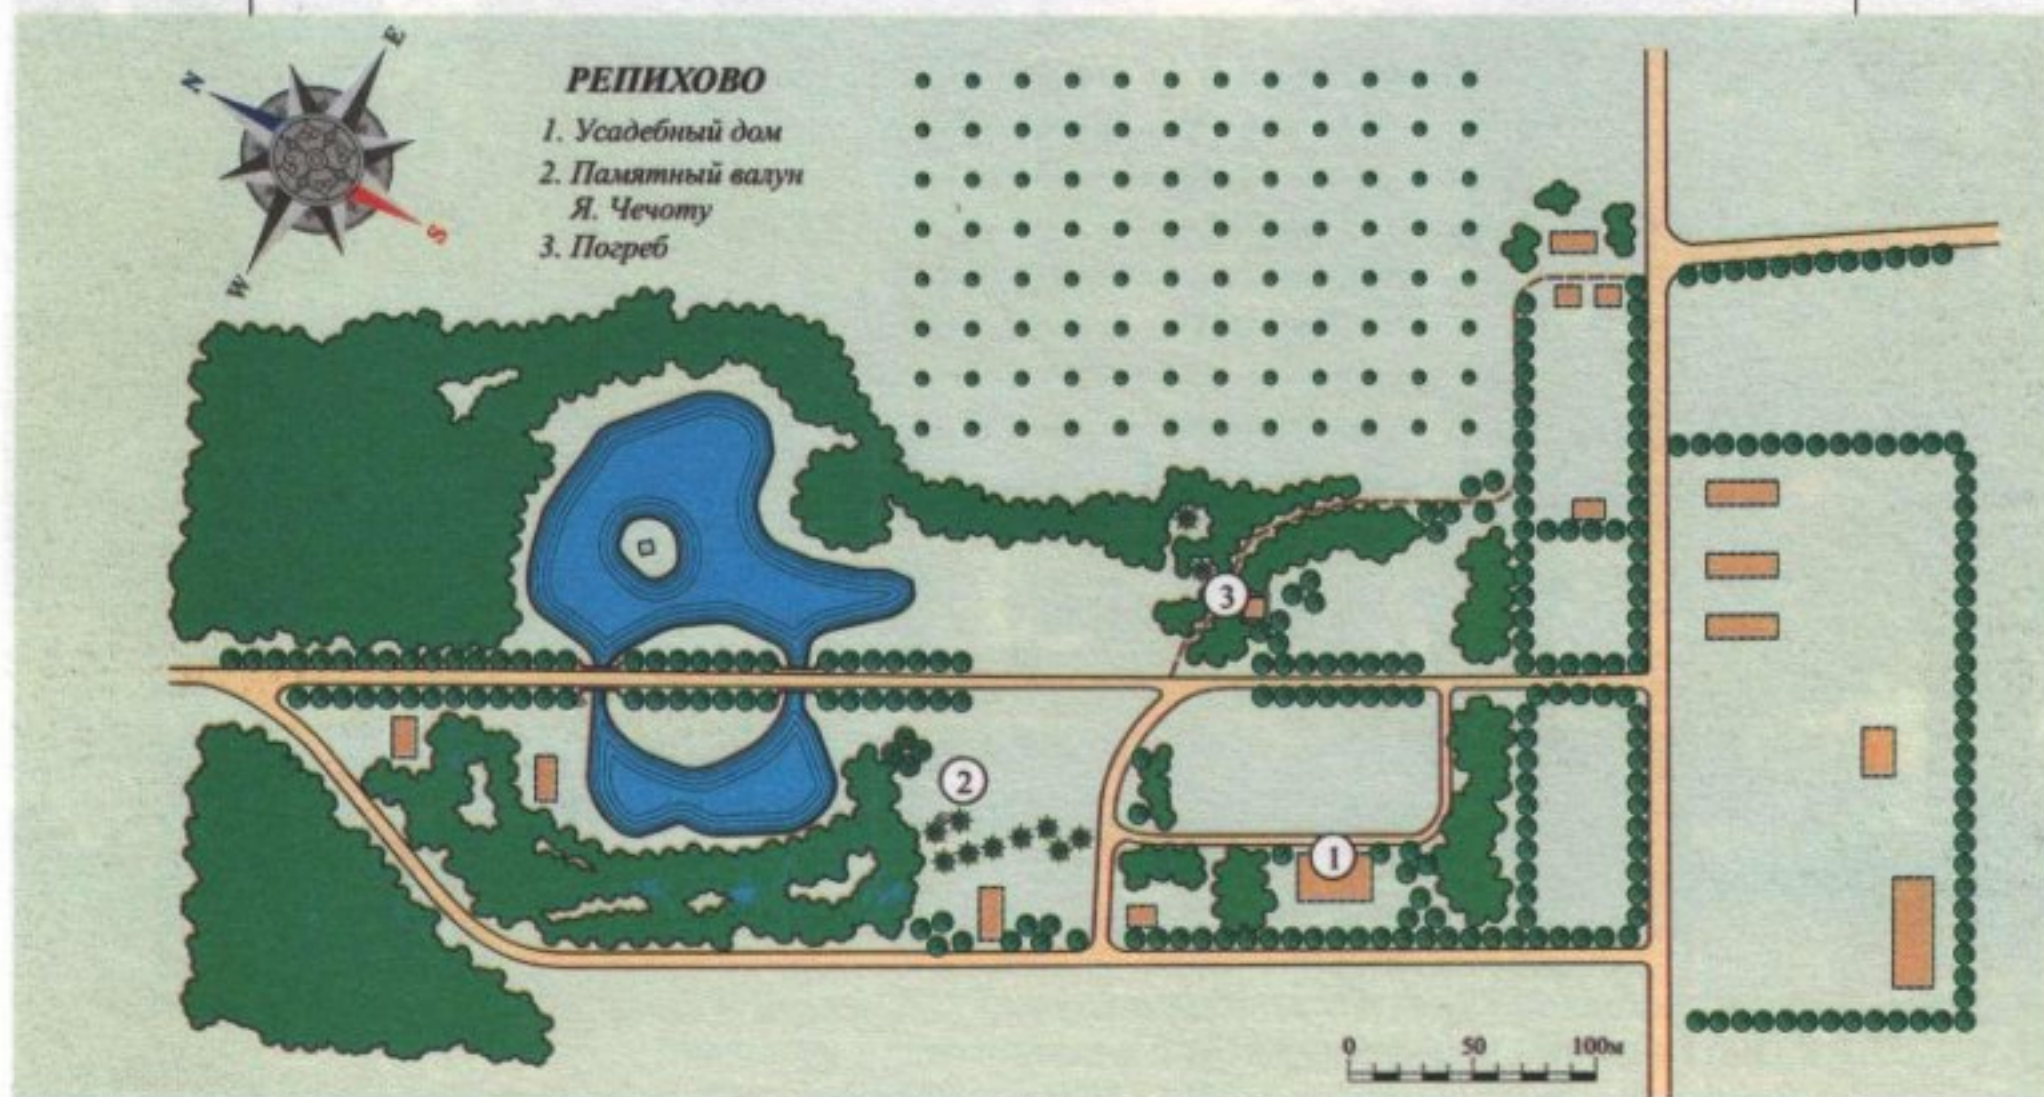 N
E
S
W
РЕПИХОВО
1. Усадебный дом
2. Памятный валун
Я. Чечоту
3. Погреб
3
2
1
0 50 100м